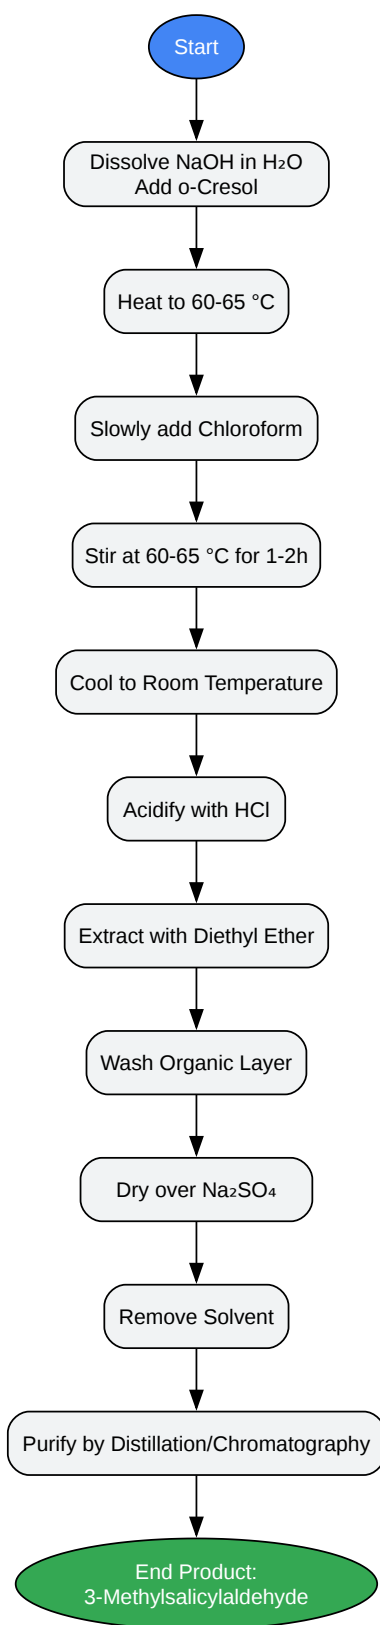 Start
Dissolve NaOH in H₂O
Add o-Cresol
Heat to 60-65 °C
Slowly add Chloroform
Stir at 60-65 °C for 1-2h
Cool to Room Temperature
Acidify with HCl
Extract with Diethyl Ether
Wash Organic Layer
Dry over Na₂SO₄
Remove Solvent
Purify by Distillation/Chromatography
End Product:
3-Methylsalicylaldehyde